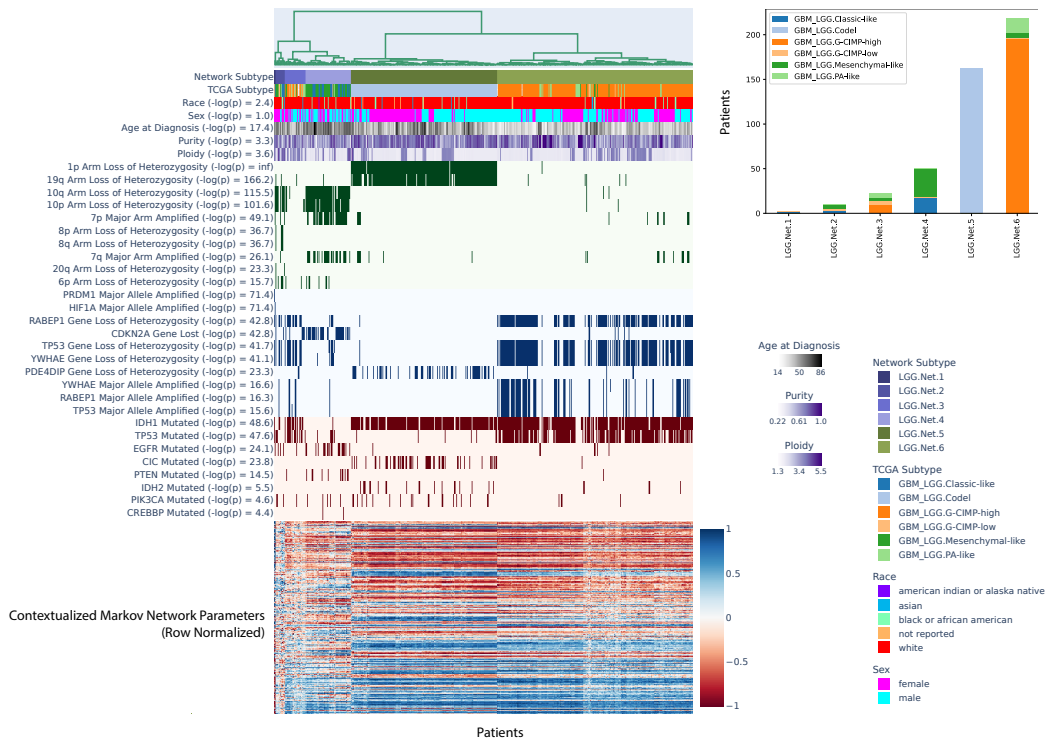 Network Subtype
TCGA Subtype
Race (-log(p) = 2.4)
Sex (-log(p) = 1.0)
Age at Diagnosis (-log(p) = 17.4)
Purity (-log(p) = 3.3)
Ploidy (-log(p) = 3.6)
1p Arm Loss of Heterozygosity (-log(p) = inf)
19q Arm Loss of Heterozygosity (-log(p) = 166.2)
10q Arm Loss of Heterozygosity (-log(p) = 115.5)
10p Arm Loss of Heterozygosity (-log(p) = 101.6)
7p Major Arm Amplified (-log(p) = 49.1)
8p Arm Loss of Heterozygosity (-log(p) = 36.7)
8q Arm Loss of Heterozygosity (-log(p) = 36.7)
7q Major Arm Amplified (-log(p) = 26.1)
20q Arm Loss of Heterozygosity (-log(p) = 23.3)
6p Arm Loss of Heterozygosity (-log(p) = 15.7)
PRDM1 Major Allele Amplified (-log(p) = 71.4)
HIF1A Major Allele Amplified (-log(p) = 71.4)
RABEP1 Gene Loss of Heterozygosity (-log(p) = 42.8)
CDKN2A Gene Lost (-log(p) = 42.8)
TP53 Gene Loss of Heterozygosity (-log(p) = 41.7)
YWHAE Gene Loss of Heterozygosity (-log(p) = 41.1)
PDE4DIP Gene Loss of Heterozygosity (-log(p) = 23.3)
YWHAE Major Allele Amplified (-log(p) = 16.6)
RABEP1 Major Allele Amplified (-log(p) = 16.3)
TP53 Major Allele Amplified (-log(p) = 15.6)
IDH1 Mutated (-log(p) = 48.6)
TP53 Mutated (-log(p) = 47.6)
EGFR Mutated (-log(p) = 24.1)
CIC Mutated (-log(p) = 23.8)
PTEN Mutated (-log(p) = 14.5)
IDH2 Mutated (-log(p) = 5.5)
PIK3CA Mutated (-log(p) = 4.6)
CREBBP Mutated (-log(p) = 4.4)
Contextualized Markov Network Parameters
(Row Normalized)
Patients
1
0.5
0
−0.5
−1
GBM_LGG.Classic-like
GBM_LGG.Codel
GBM_LGG.G-CIMP-high
GBM_LGG.G-CIMP-low
GBM_LGG.Mesenchymal-like
GBM_LGG.PA-like
Patients
200
150
100
50
0
LGG.Net.1
LGG.Net.2
LGG.Net.3
LGG.Net.4
LGG.Net.5
LGG.Net.6
Age at Diagnosis
14 50 86
Purity
0.22 0.61 1.0
Ploidy
1.3 3.4 5.5
Network Subtype
LGG.Net.1
LGG.Net.2
LGG.Net.3
LGG.Net.4
LGG.Net.5
LGG.Net.6
TCGA Subtype
GBM_LGG.Classic-like
GBM_LGG.Codel
GBM_LGG.G-CIMP-high
GBM_LGG.G-CIMP-low
GBM_LGG.Mesenchymal-like
GBM_LGG.PA-like
Race
american indian or alaska native
asian
black or african american
not reported
white
Sex
female
male